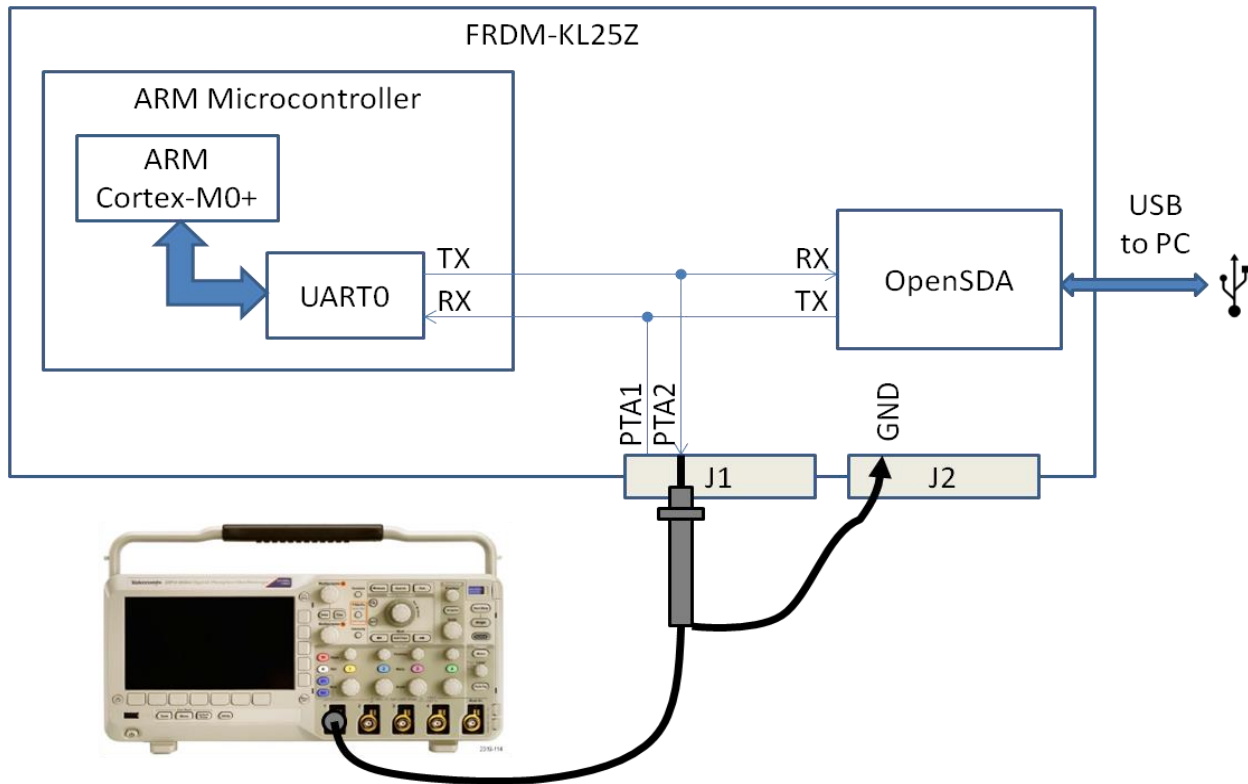 FRDM-KL25Z
ARM Microcontroller
ARM
Cortex-M0+
UART0
TX
RX
RX
TX
OpenSDA
USB
to PC
PTA1
PTA2
GND
J1
J2
Tektronix